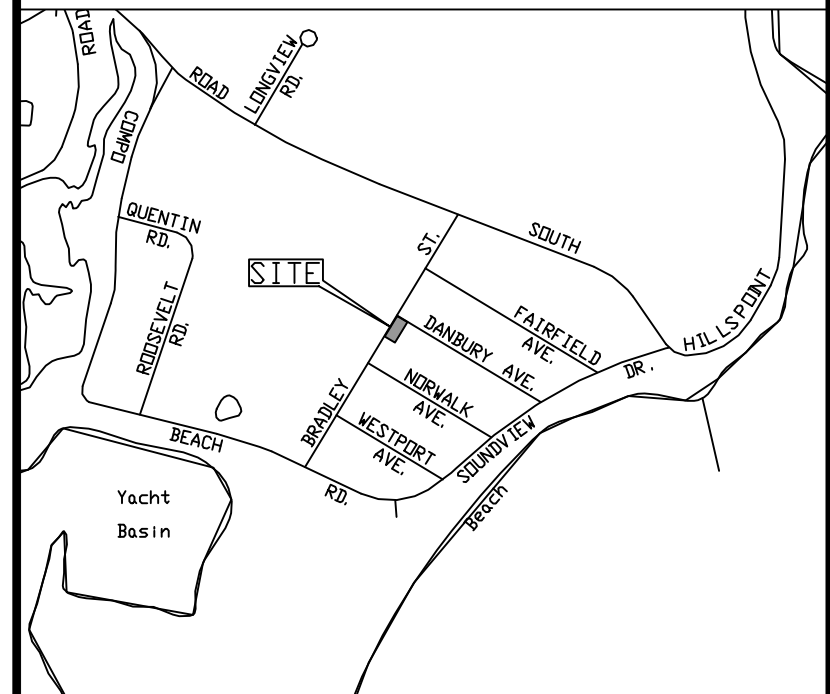 ROAD
LONGVIEW
RD.
ROAD
COMPO
QUENTIN
RD.
ST.
SOUTH
SITE
ROOSEVELT
RD.
HILLSPOINT
FAIRFIELD
AVE.
DANBURY AVE.
DR.
NORWALK
AVE.
BRADLEY
WESTPORT
AVE.
BEACH
SOUNDVIEW
RD.
Beach
Yacht
Basin